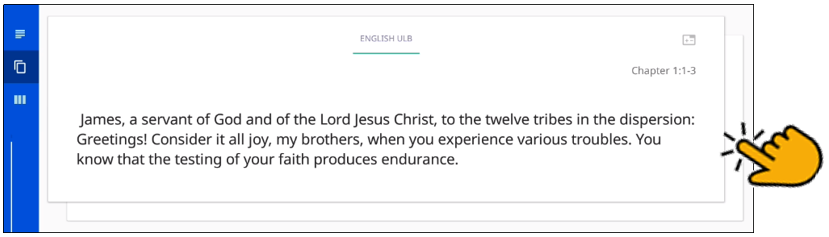 ENGLISH ULB
Chapter 1:1-3
James, a servant of God and of the Lord Jesus Christ, to the twelve tribes in the dispersion:
Greetings! Consider it all joy, my brothers, when you experience various troubles. You
know that the testing of your faith produces endurance.